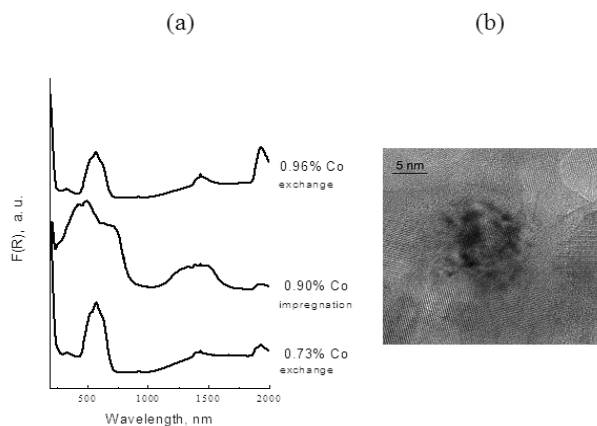 (a)
(b)
F(R), a. u.
0.96% Co
exchange
0.90% Co
impregnation
0.73% Co
exchange
500
1000
1500
2000
Wavelength, nm
5 nm